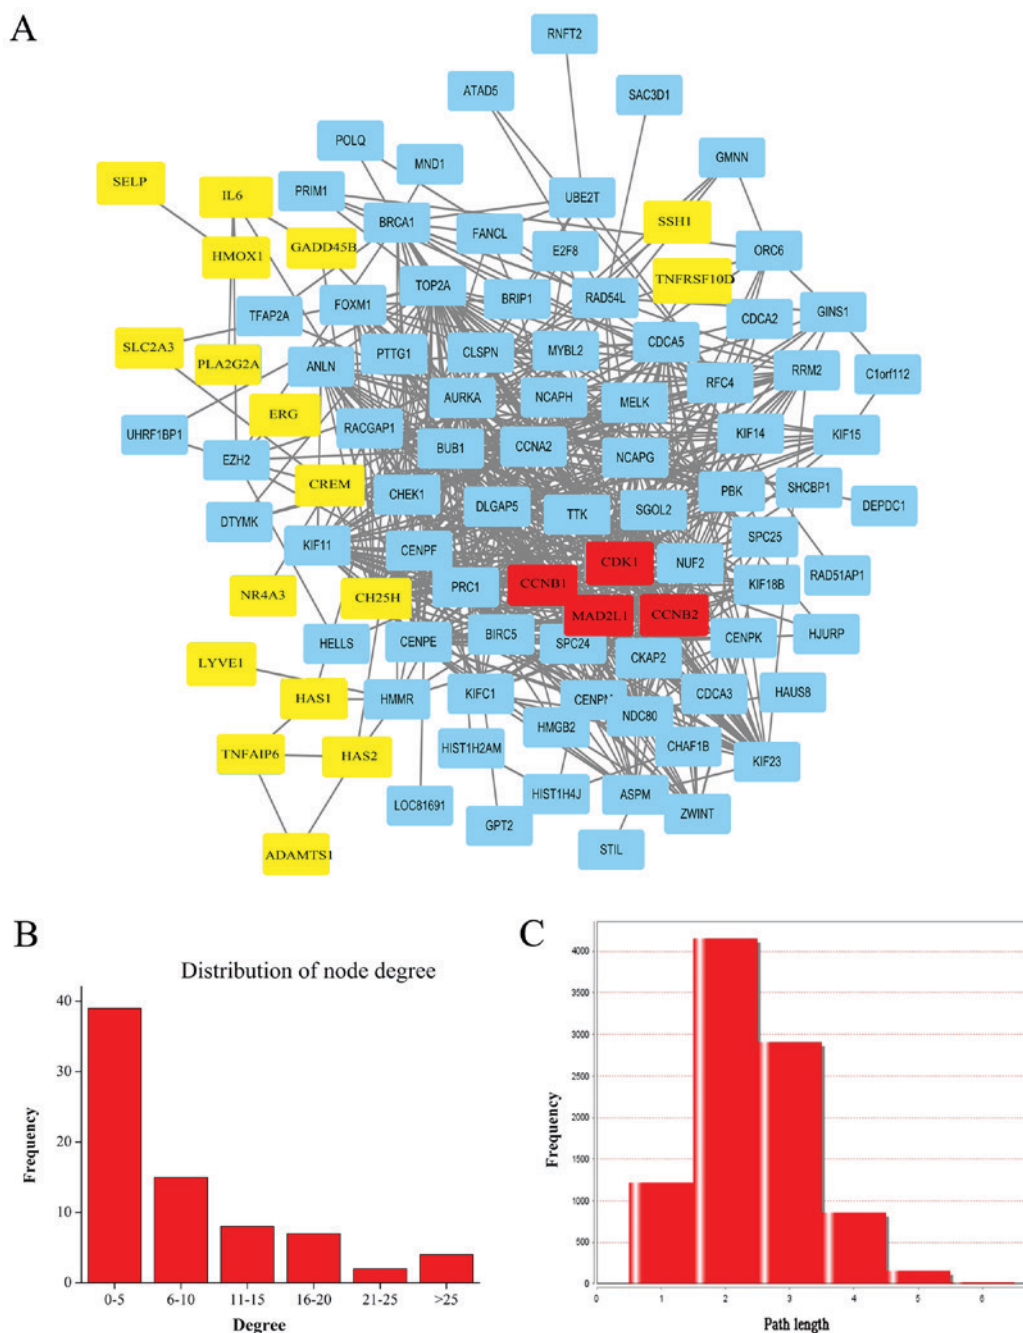 A
RNFT2
ATAD5
SAC3D1
POLQ
MND1
GMNN
SELP
IL6
PRIM1
UBE2T
BRCA1
FANCL
SSH1
GADD45B
HMOX1
E2F8
ORC6
TNFRSF10D
TOP2A
BRIP1
RAD54L
FOXM1
TFAP2A
CDCA2
GINS1
SLC2A3
PLA2G2A
ANLN
PTTG1
CLSPN
MYBL2
CDCA5
RFC4
RRM2
C1orf112
AURKA
NCAPH
MELK
ERG
UHRF1BP1
RACGAP1
KIF14
KIF15
EZH2
BUB1
CCNA2
NCAPG
CREM
CHEK1
PBK
SHCBP1
DEPDC1
DLGAP5
TTK
SGOL2
DTYMK
KIF11
CENPF
SPC25
CDK1
NUF2
RAD51AP1
CCNB1
PRC1
KIF18B
NR4A3
CH25H
MAD2L1
CCNB2
HELLS
CENPE
BIRC5
SPC24
CKAP2
CENPK
HJURP
LYVE1
HAS1
HMMR
KIFC1
CDCA3
HAUS8
NDC80
HMGB2
TNFAIP6
HAS2
HIST1H2AM
CHAF1B
KIF23
LOC81691
HIST1H4J
ASPM
ZWINT
GPT2
STIL
ADAMTS1
B
Distribution of node degree
Frequency
40
30
20
10
0
0-5
6-10
11-15
16-20
21-25
>25
Degree
C
Frequency
4000
3500
3000
2500
2000
1500
1000
500
0
0
1
2
3
4
5
6
Path length